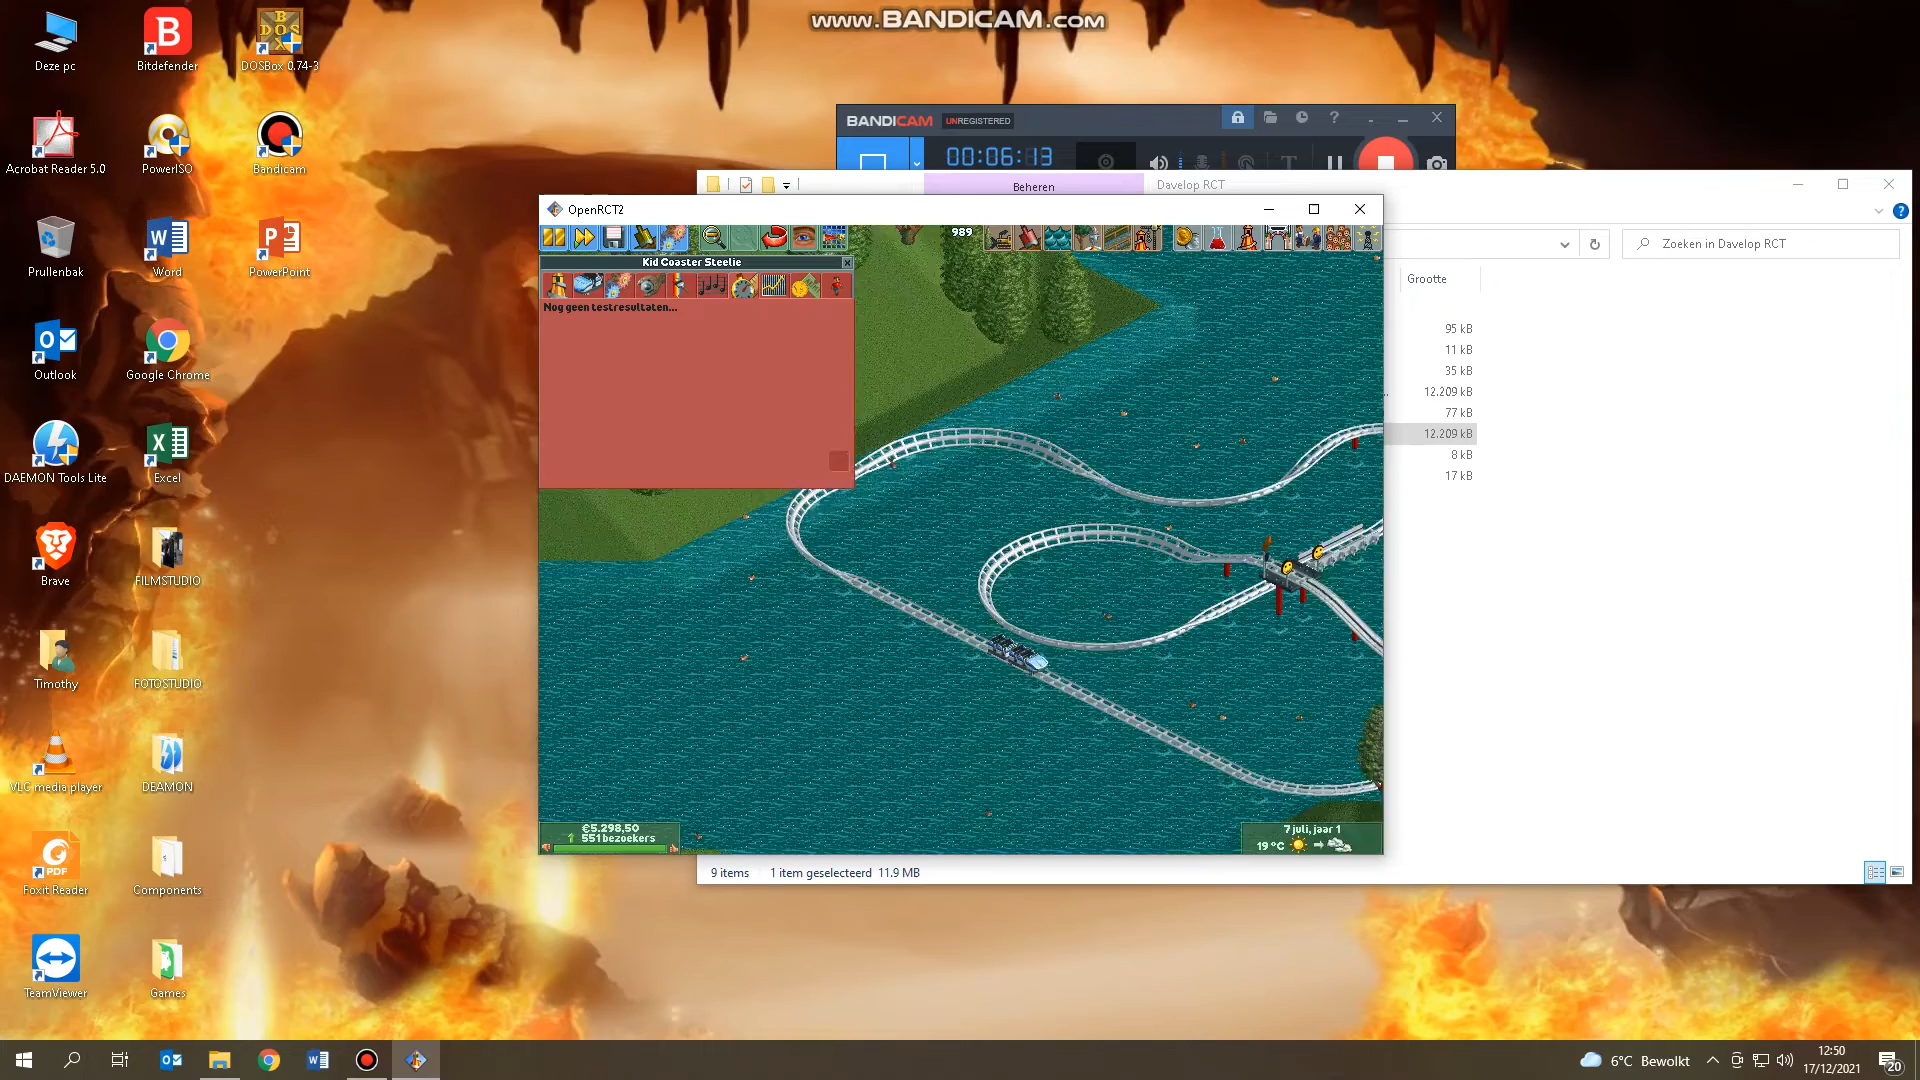 www.BANDICAM.com
Deze pc
Bitdefender
DOSBox 0.74-3
Acrobat Reader 5.0
PowerISO
Bandicam
Prullenbak
Word
PowerPoint
Outlook
Google Chrome
DAEMON Tools Lite
Excel
Brave
FILMSTUDIO
Timothy
FOTOSTUDIO
VLC media player
DEAMON
Foxit Reader
Components
TeamViewer
Games
BANDICAM UNREGISTERED
00:06:13
Beheren
Davelop RCT
Zoeken in Davelop RCT
Grootte
95 kB
11 kB
35 kB
12.209 kB
77 kB
12.209 kB
8 kB
17 kB
9 items 1 item geselecteerd 11.9 MB
OpenRCT2
989
Kid Coaster Steelie
Nog geen testresultaten...
€5.298,50
551 bezoekers
7 juli, jaar 1
19 °C
6°C Bewolkt
12:50
17/12/2021
20